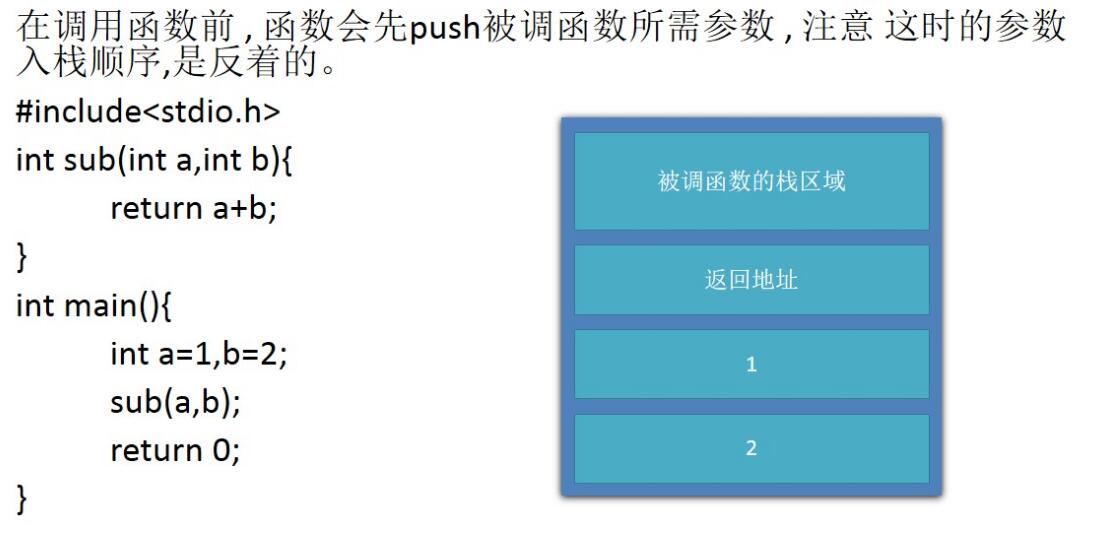 在调用函数前，函数会先push被调函数所需参数，注意 这时的参数
入栈顺序,是反着的。
#include<stdio.h>
int sub(int a,int b){
return a+b;
}
int main(){
int a=1,b=2;
sub(a,b);
return 0;
}
被调函数的栈区域
返回地址
1
2